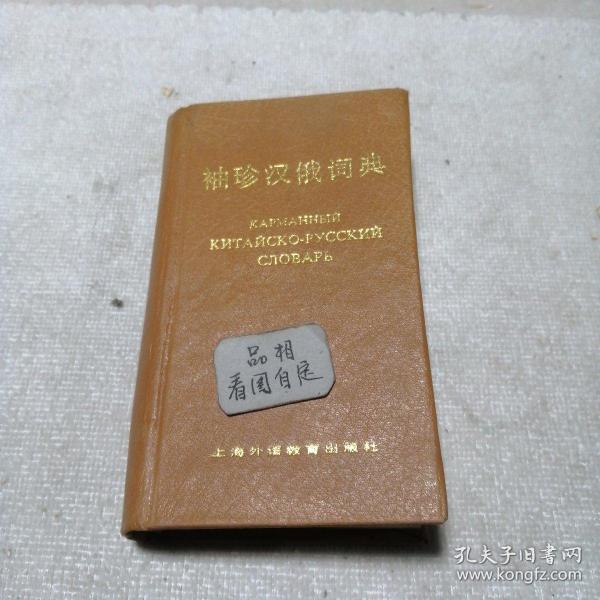 袖珍汉俄词典
КАРМАННЫЙ
КИТАЙСКО-РУССКИЙ
СЛОВАРЬ
品相
看图自定
上海外语教育出版社
孔夫子旧书网
www.kongfz.com